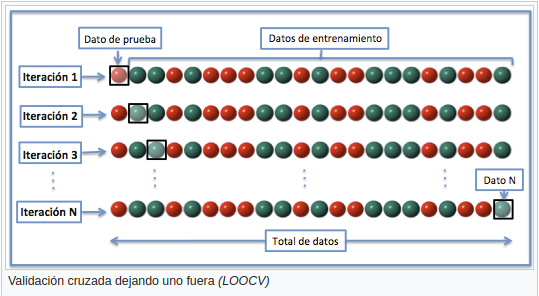 Dato de prueba
Datos de entrenamiento
Iteración 1
Iteración 2
Iteración 3
Dato N
Iteración N
Total de datos
Validación cruzada dejando uno fuera (LOOCV)